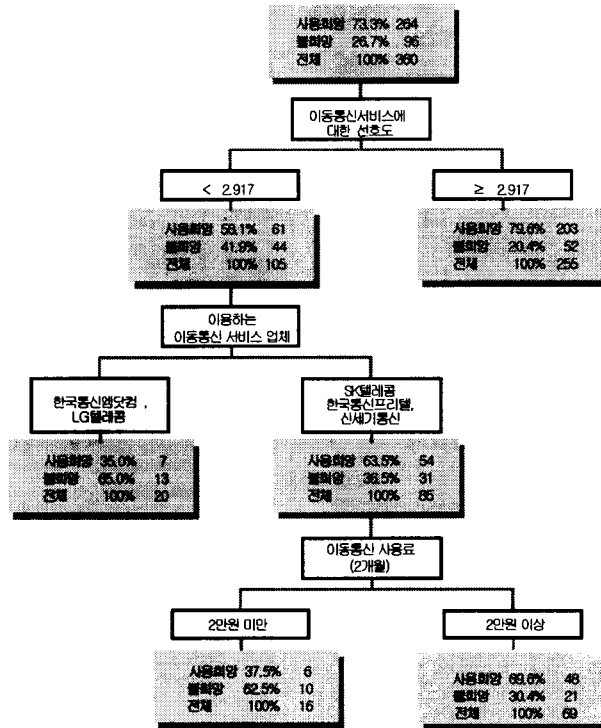 사용희망 73.3% 264
불희망 26.7% 96
전체 100% 360
이동통신서비스에
대한 선호도
< 2.917
≥ 2.917
사용희망 58.1% 61
불희망 41.9% 44
전체 100% 105
사용희망 79.6% 203
불희망 20.4% 52
전체 100% 255
이용하는
이동통신 서비스 업체
한국통신엠닷컴 ,
LG텔레콤
SK텔레콤
한국통신프리텔,
신세기통신
사용희망 35.0% 7
불희망 65.0% 13
전체 100% 20
사용희망 63.5% 54
불희망 36.5% 31
전체 100% 85
이동통신 사용료
(2개월)
2만원 미만
2만원 이상
사용희망 37.5% 6
불희망 62.5% 10
전체 100% 16
사용희망 69.6% 48
불희망 30.4% 21
전체 100% 69